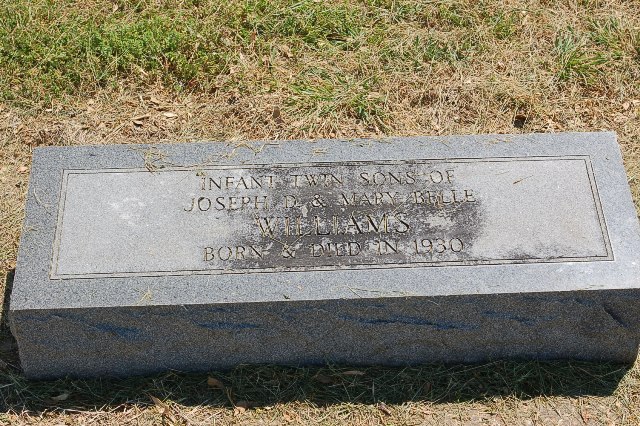 INFANT TWIN SONS OF
JOSEPH D. & MARY BELLE
WILLIAMS
BORN & DIED IN 1930